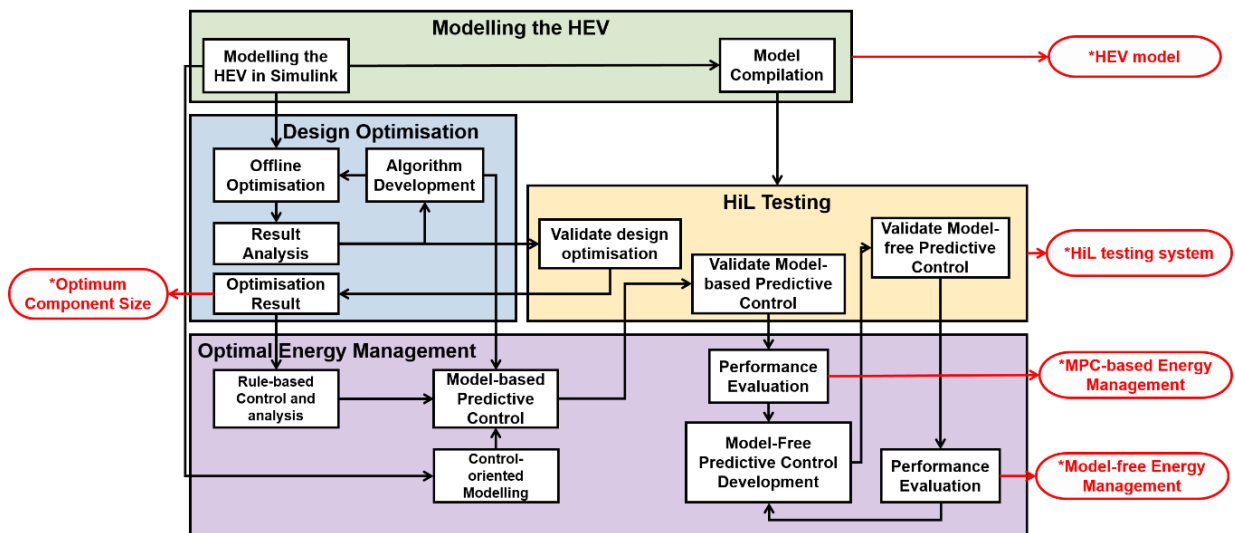 Modelling the HEV
Modelling the
HEV in Simulink
Model
Compilation
*HEV model
Design Optimisation
Offline
Optimisation
Algorithm
Development
Result
Analysis
Optimisation
Result
*Optimum
Component Size
HiL Testing
Validate design
optimisation
Validate Model-
based Predictive
Control
Validate Model-
free Predictive
Control
*HiL testing system
Optimal Energy Management
Rule-based
Control and
analysis
Model-based
Predictive
Control
Control-
oriented
Modelling
Performance
Evaluation
*MPC-based Energy
Management
Model-Free
Predictive Control
Development
Performance
Evaluation
*Model-free Energy
Management